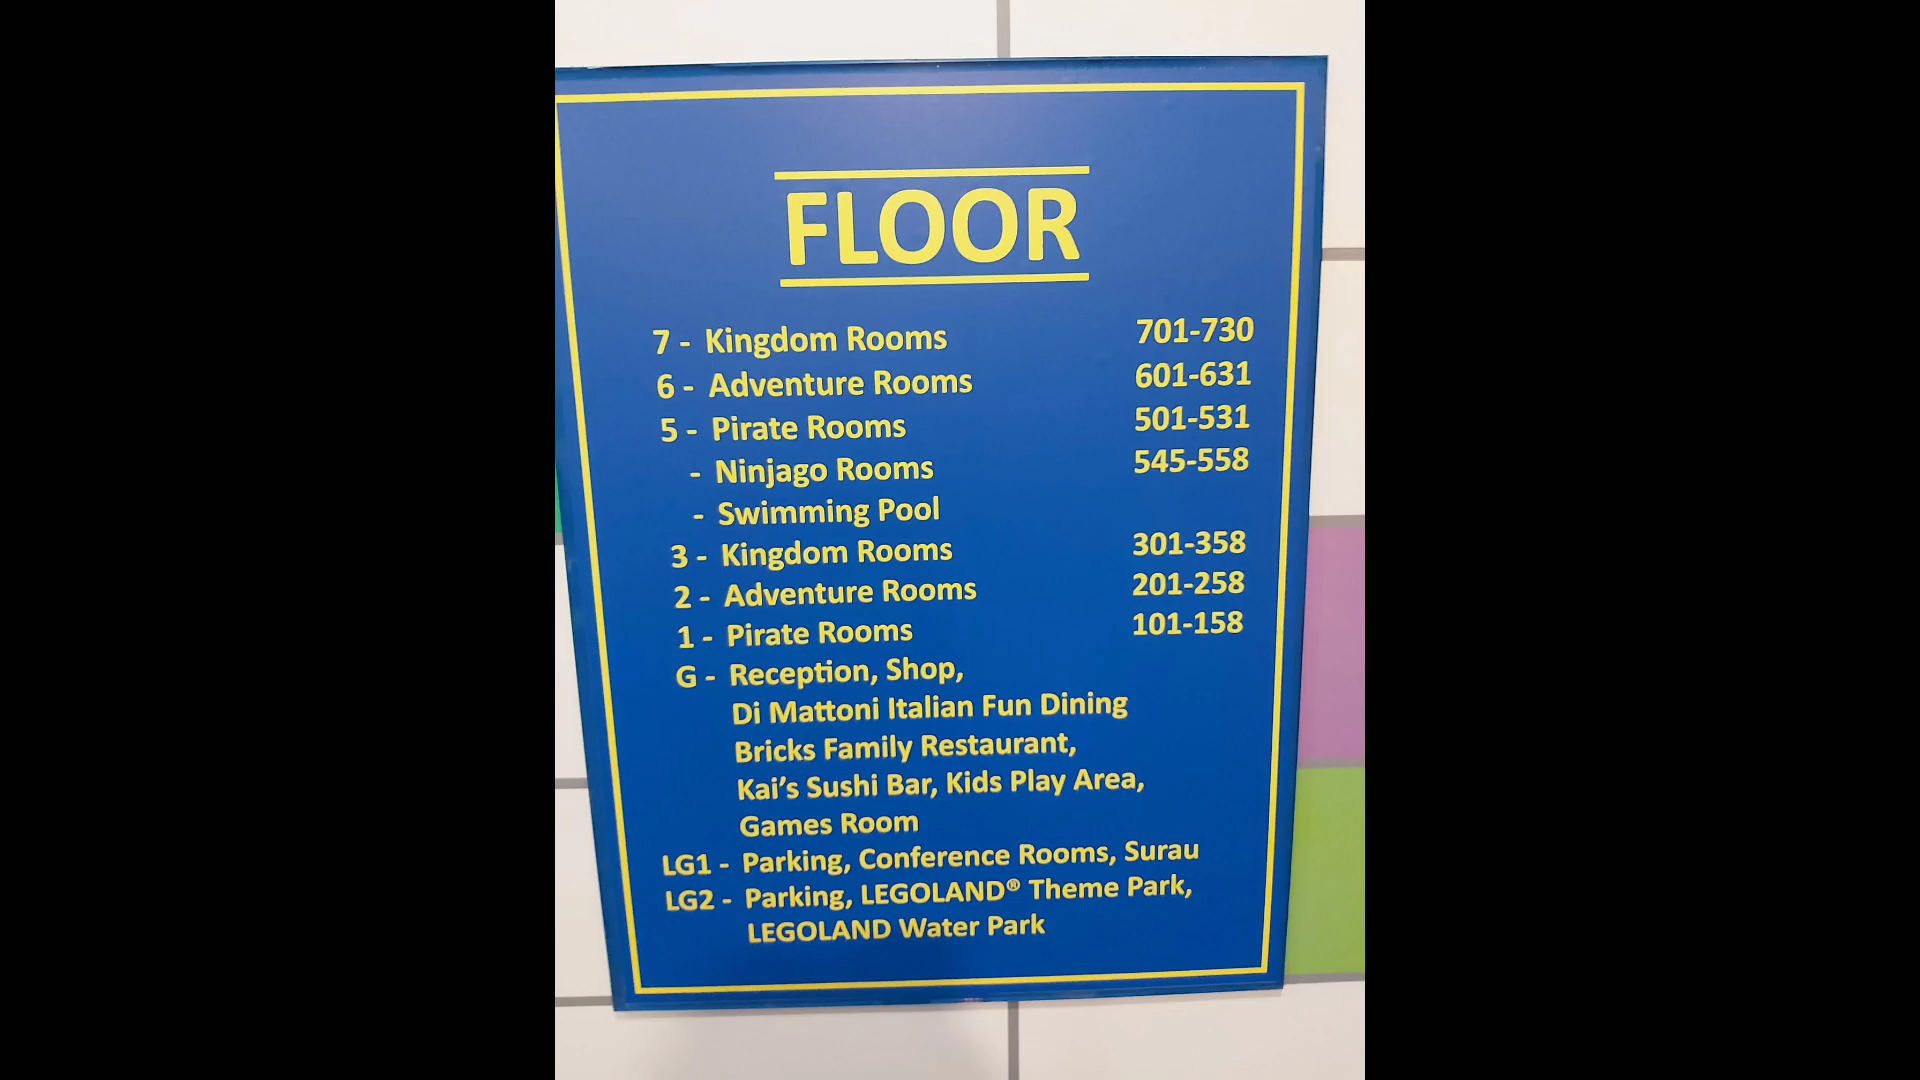 FLOOR
7 - Kingdom Rooms 701-730
6 - Adventure Rooms 601-631
5 - Pirate Rooms 501-531
- Ninjago Rooms 545-558
- Swimming Pool
3 - Kingdom Rooms 301-358
2 - Adventure Rooms 201-258
1 - Pirate Rooms 101-158
G - Reception, Shop,
Di Mattoni Italian Fun Dining
Bricks Family Restaurant,
Kai’s Sushi Bar, Kids Play Area,
Games Room
LG1 - Parking, Conference Rooms, Surau
LG2 - Parking, LEGOLAND® Theme Park,
LEGOLAND Water Park